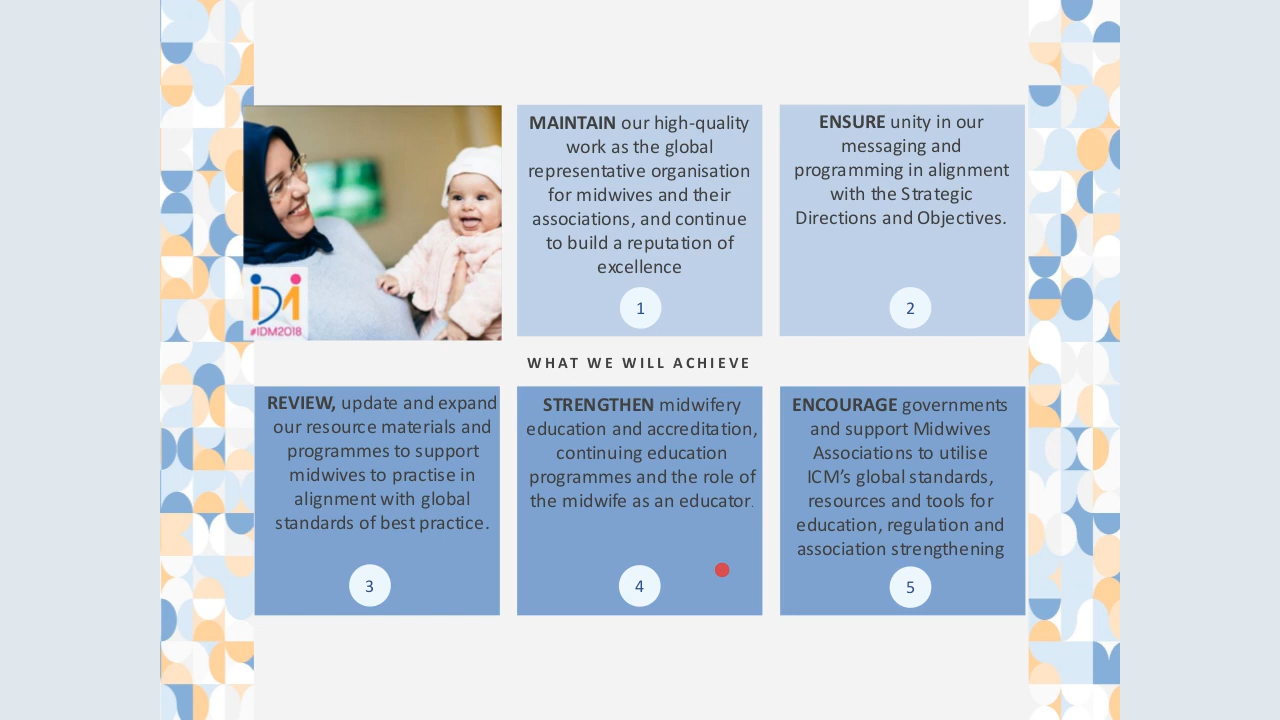 MAINTAIN our high-quality
work as the global
representative organisation
for midwives and their
associations, and continue
to build a reputation of
excellence
1
ENSURE unity in our
messaging and
programming in alignment
with the Strategic
Directions and Objectives.
2
#IDM2018
WHAT WE WILL ACHIEVE
REVIEW, update and expand
our resource materials and
programmes to support
midwives to practise in
alignment with global
standards of best practice.
3
STRENGTHEN midwifery
education and accreditation,
continuing education
programmes and the role of
the midwife as an educator.
4
ENCOURAGE governments
and support Midwives
Associations to utilise
ICM’s global standards,
resources and tools for
education, regulation and
association strengthening
5